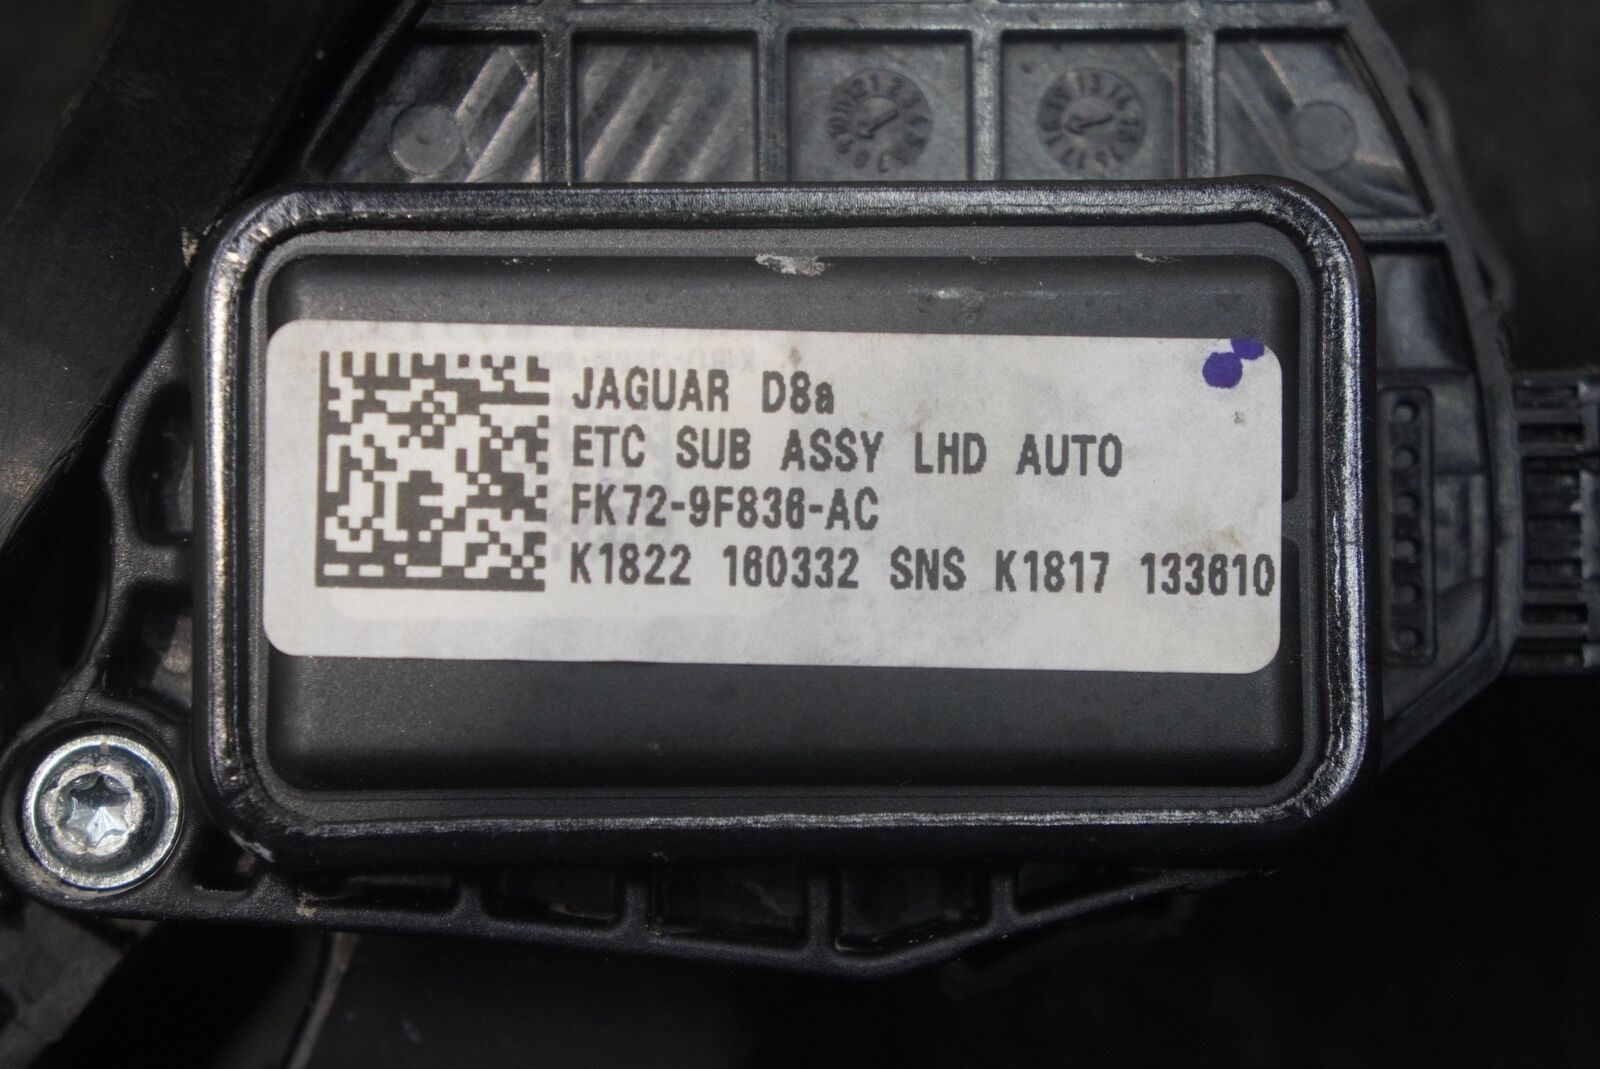 JAGUAR D8a
ETC SUB ASSY LHD AUTO
FK72-9F836-AC
K1822 160332 SNS K1817 133610